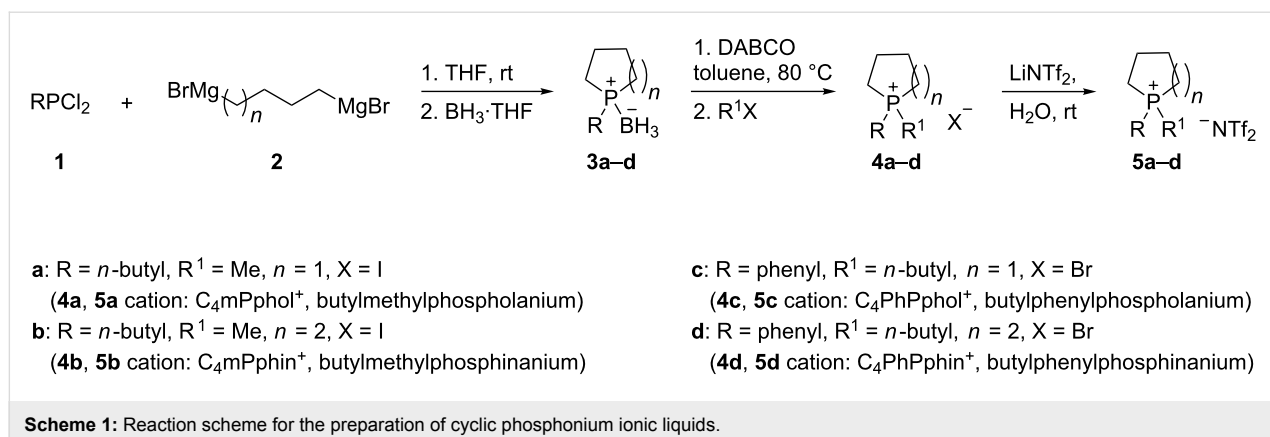 RPCl2 + BrMg ( ) n MgBr
1. THF, rt
2. BH3·THF
+ P ( ) n R − BH3
1. DABCO
toluene, 80 °C
2. R1X
+ P ( ) n R R1 X−
LiNTf2,
H2O, rt
+ P ( ) n R R1 −NTf2
1 2 3a–d 4a–d 5a–d
a: R = n-butyl, R1 = Me, n = 1, X = I
(4a, 5a cation: C4mPphol+, butylmethylphospholanium)
b: R = n-butyl, R1 = Me, n = 2, X = I
(4b, 5b cation: C4mPphin+, butylmethylphosphinanium)
c: R = phenyl, R1 = n-butyl, n = 1, X = Br
(4c, 5c cation: C4PhPphol+, butylphenylphospholanium)
d: R = phenyl, R1 = n-butyl, n = 2, X = Br
(4d, 5d cation: C4PhPphin+, butylphenylphosphinanium)
Scheme 1: Reaction scheme for the preparation of cyclic phosphonium ionic liquids.